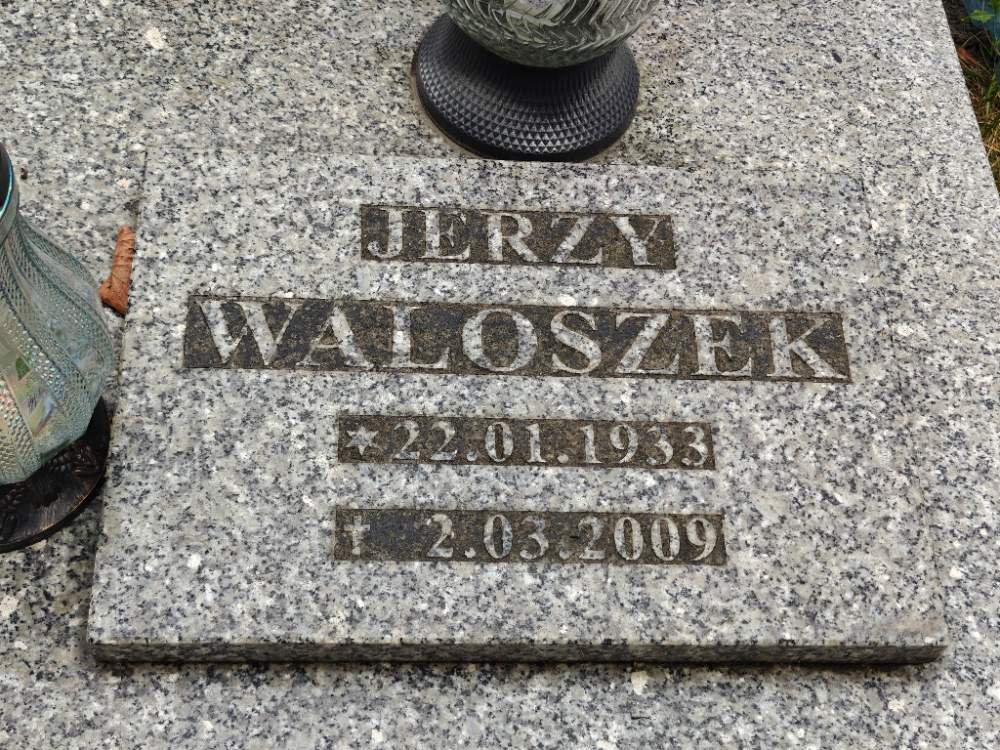 JERZY
WALOSZEK
★22.01.1933
† 2.03.2009